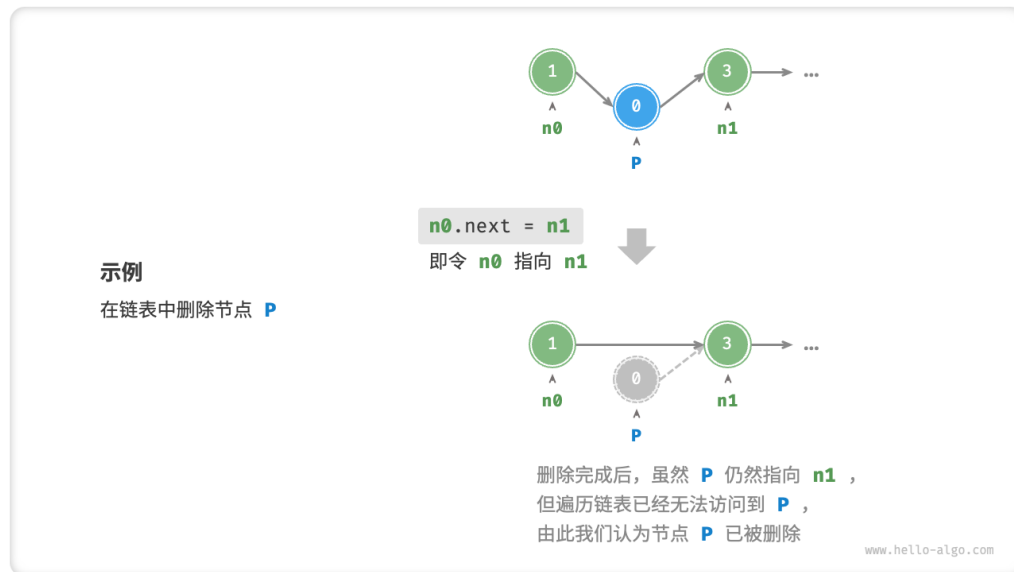 1
3
...
0
n0
n1
P
n0.next = n1
即令 n0 指向 n1
示例
在链表中删除节点 P
1
3
...
0
n0
n1
P
删除完成后，虽然 P 仍然指向 n1 ，
但遍历链表已经无法访问到 P ，
由此我们认为节点 P 已被删除
www.hello-algo.com